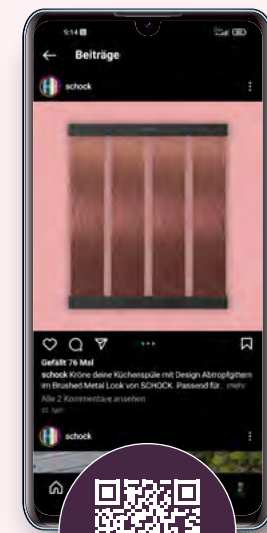 9:14
Beiträge
schock
Gefällt 76 Mal
schock Kröne deine Küchenspüle mit Design Abtropfgittern
im Brushed Metal Look von SCHOCK. Passend für... mehr
Alle 2 Kommentare ansehen
schock